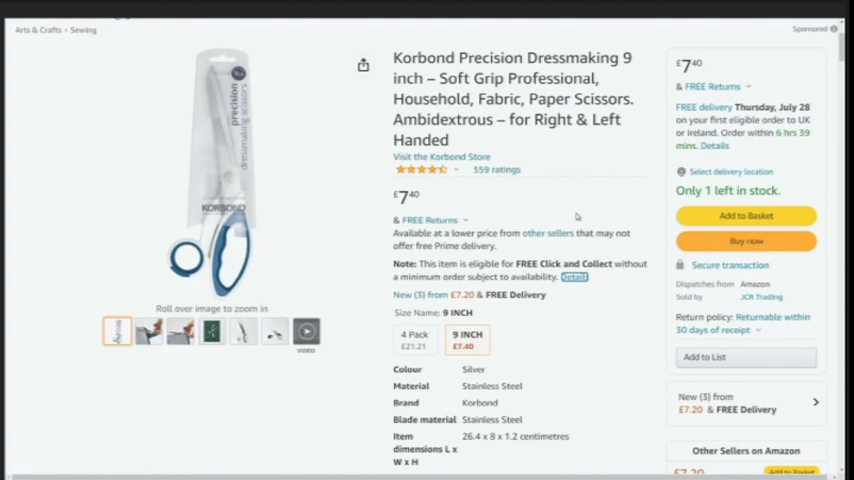 Arts & Crafts › Sewing
Sponsored
precision
dressmaking scissors
KORBOND
Roll over image to zoom in
VIDEO
Korbond Precision Dressmaking 9
inch – Soft Grip Professional,
Household, Fabric, Paper Scissors.
Ambidextrous – for Right & Left
Handed
Visit the Korbond Store
359 ratings
£7⁴⁰
& FREE Returns
Available at a lower price from other sellers that may not
offer free Prime delivery.
Note: This item is eligible for FREE Click and Collect without
a minimum order subject to availability. Details
New (3) from £7.20 & FREE Delivery
Size Name: 9 INCH
4 Pack
£21.21
9 INCH
£7.40
Colour Silver
Material Stainless Steel
Brand Korbond
Blade material Stainless Steel
Item 26.4 x 8 x 1.2 centimetres
dimensions L x
W x H
£7⁴⁰
& FREE Returns
FREE delivery Thursday, July 28
on your first eligible order to UK
or Ireland. Order within 6 hrs 39
mins. Details
Select delivery location
Only 1 left in stock.
Add to Basket
Buy now
Secure transaction
Dispatches from Amazon
Sold by JCR Trading
Return policy: Returnable within
30 days of receipt
Add to List
New (3) from
£7.20 & FREE Delivery
Other Sellers on Amazon
£7.20
Add to Basket